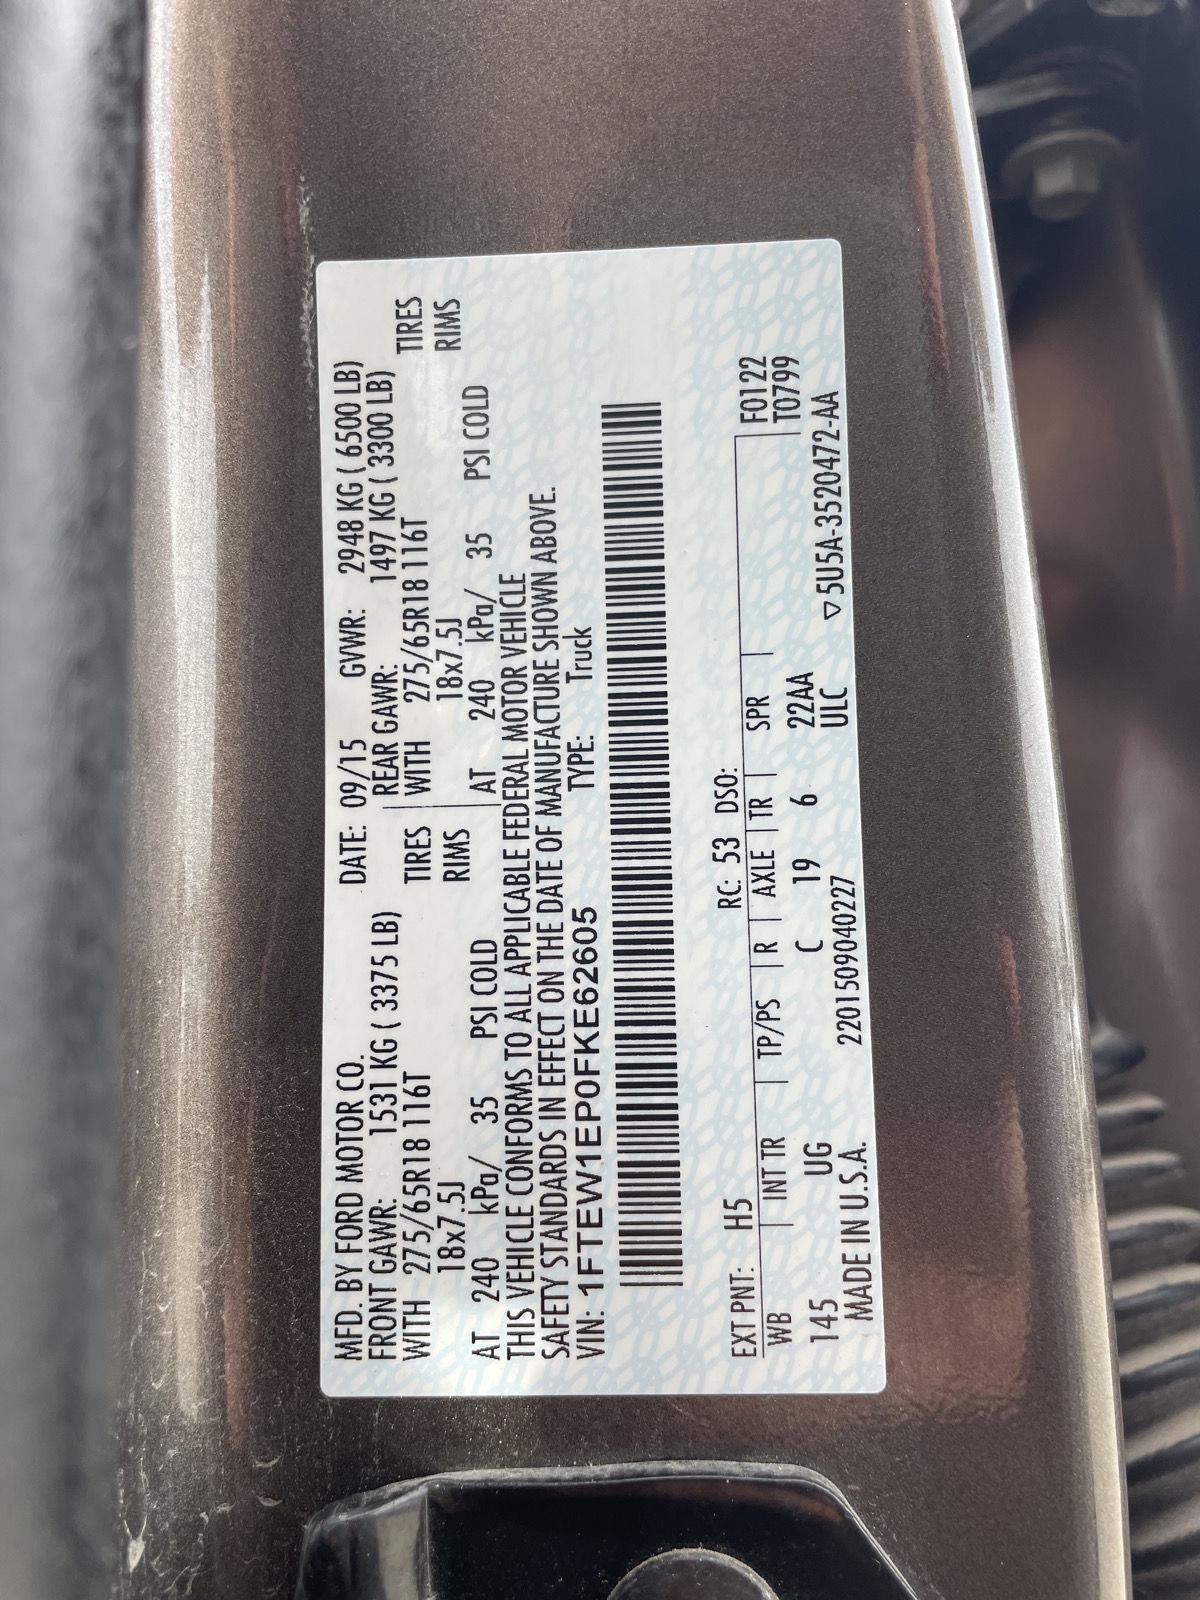 MFD. BY FORD MOTOR CO. DATE: 09/15 GVWR: 2948 KG ( 6500 LB)
FRONT GAWR: 1531 KG ( 3375 LB) REAR GAWR: 1497 KG ( 3300 LB)
WITH 275/65R18 116T TIRES WITH 275/65R18 116T TIRES
18x7.5J RIMS 18x7.5J RIMS
AT 240 kPa/ 35 PSI COLD AT 240 kPa/ 35 PSI COLD
THIS VEHICLE CONFORMS TO ALL APPLICABLE FEDERAL MOTOR VEHICLE
SAFETY STANDARDS IN EFFECT ON THE DATE OF MANUFACTURE SHOWN ABOVE.
VIN: 1FTEW1EP0FKE62605 TYPE: Truck
EXT PNT: H5 RC: 53 DSO: F0122
WB INT TR TP/PS R AXLE TR SPR T0799
145 UG C 19 6 22AA
MADE IN U.S.A. 220150904022​7 ULC ▽5U5A-3520472-AA